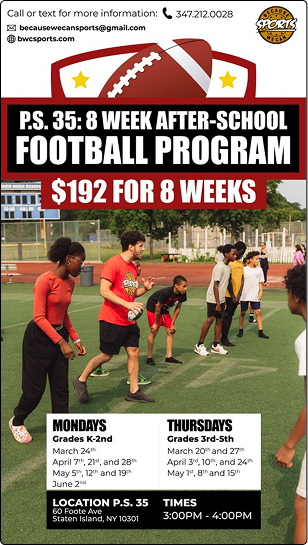 Call or text for more information: 347.212.0028
becausewecansports@gmail.com
bwcsports.com
BECAUSE
SPORTS
P.S. 35: 8 WEEK AFTER-SCHOOL
FOOTBALL PROGRAM
$192 FOR 8 WEEKS
MONDAYS
Grades K-2nd
March 24th
April 7th, 21st, and 28th
May 5th, 12th and 19th
June 2nd
THURSDAYS
Grades 3rd-5th
March 20th and 27th
April 3rd, 10th, and 24th
May 1st, 8th and 15th
LOCATION P.S. 35
60 Foote Ave
Staten Island, NY 10301
TIMES
3:00PM - 4:00PM